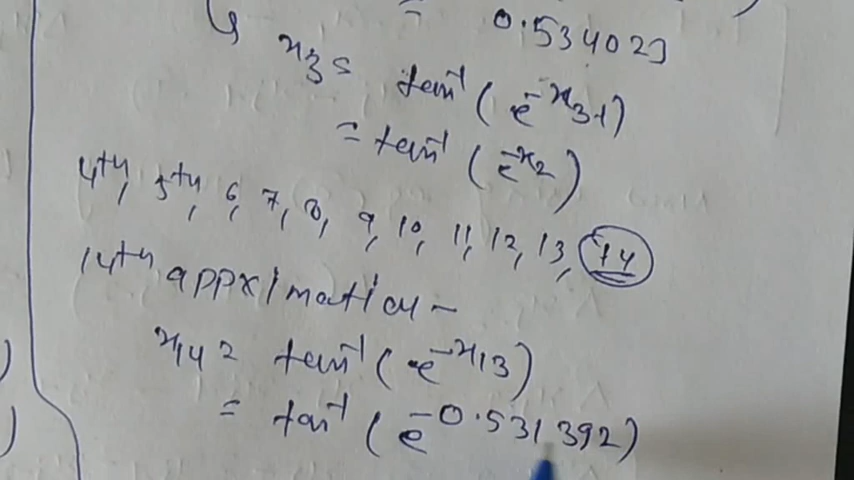 = 0.534023
x3 = tan⁻¹(e^-x3-1)
= tan⁻¹(e^-x2)
4th, 5th, 6, 7, 8, 9, 10, 11, 12, 13, 14
14th appximation -
x14 = tan⁻¹(e^-x13)
= tan⁻¹(e^-0.531392)